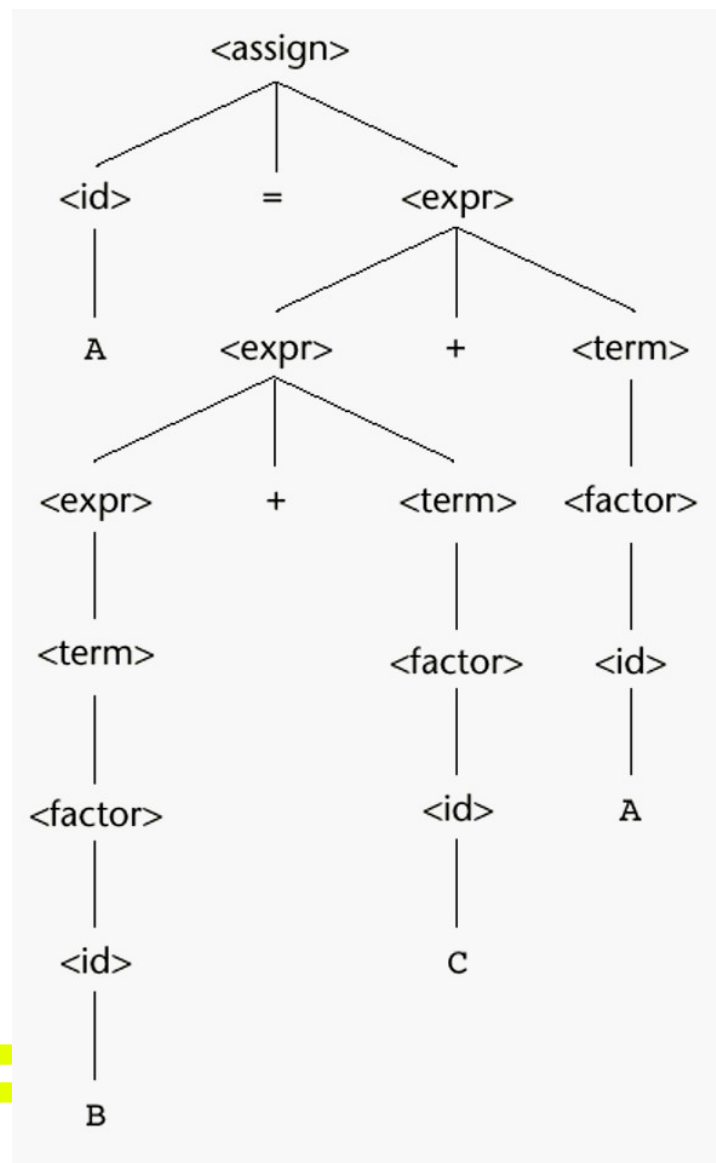 <assign>
<id> = <expr>
A <expr> + <term>
<expr> + <term> <factor>
<term> <factor> <id>
<factor> <id> A
<id> C
B